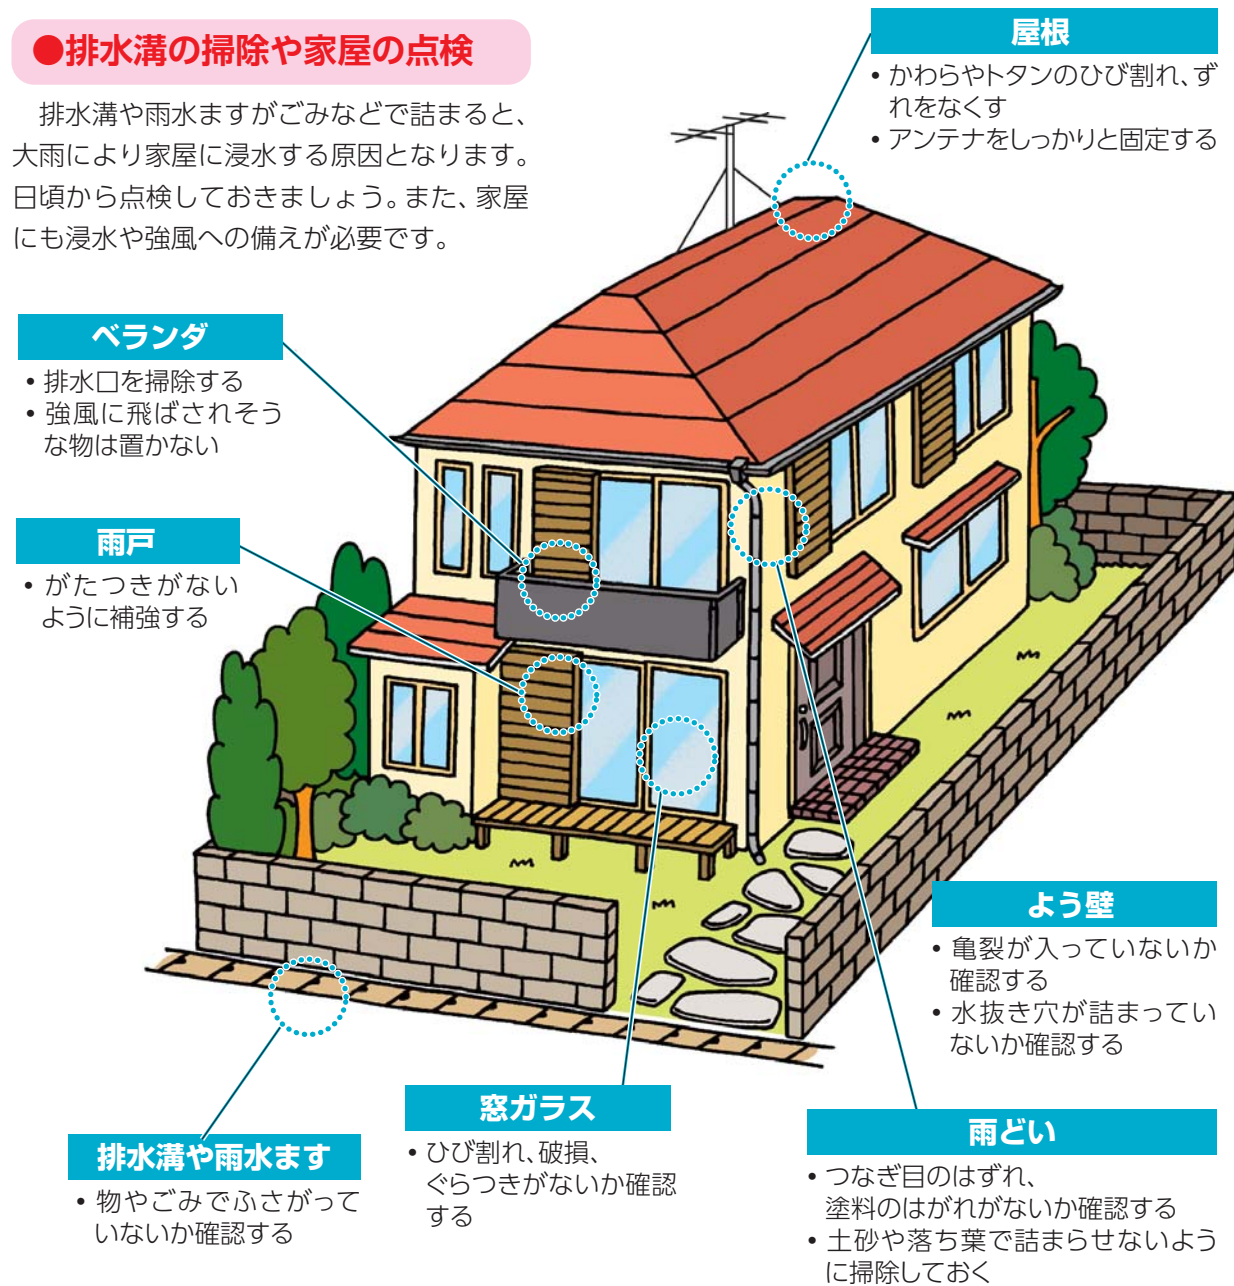 ●排水溝の掃除や家屋の点検
排水溝や雨水ますがごみなどで詰まると、
大雨により家屋に浸水する原因となります。
日頃から点検しておきましょう。また、家屋
にも浸水や強風への備えが必要です。
屋根
・かわらやトタンのひび割れ、ず
れをなくす
・アンテナをしっかりと固定する
ベランダ
・排水口を掃除する
・強風に飛ばされそう
な物は置かない
雨戸
・がたつきがない
ように補強する
よう壁
・亀裂が入っていないか
確認する
・水抜き穴が詰まってい
ないか確認する
排水溝や雨水ます
・物やごみでふさがって
いないか確認する
窓ガラス
・ひび割れ、破損、
ぐらつきがないか確認
する
雨どい
・つなぎ目のはずれ、
塗料のはがれがないか確認する
・土砂や落ち葉で詰まらせないよう
に掃除しておく